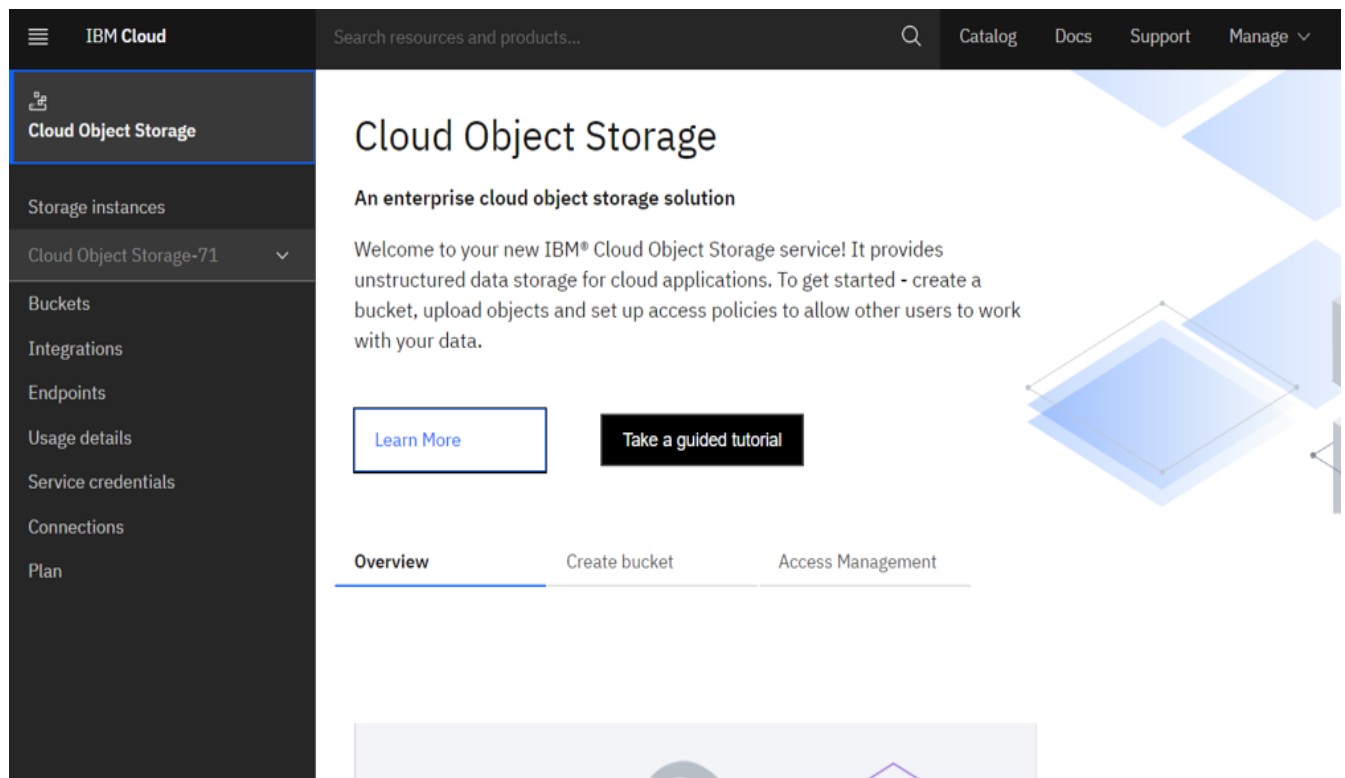 IBM Cloud
Search resources and products...
Catalog
Docs
Support
Manage
Cloud Object Storage
Storage instances
Cloud Object Storage-71
Buckets
Integrations
Endpoints
Usage details
Service credentials
Connections
Plan
Cloud Object Storage
An enterprise cloud object storage solution
Welcome to your new IBM® Cloud Object Storage service! It provides
unstructured data storage for cloud applications. To get started - create a
bucket, upload objects and set up access policies to allow other users to work
with your data.
Learn More
Take a guided tutorial
Overview
Create bucket
Access Management